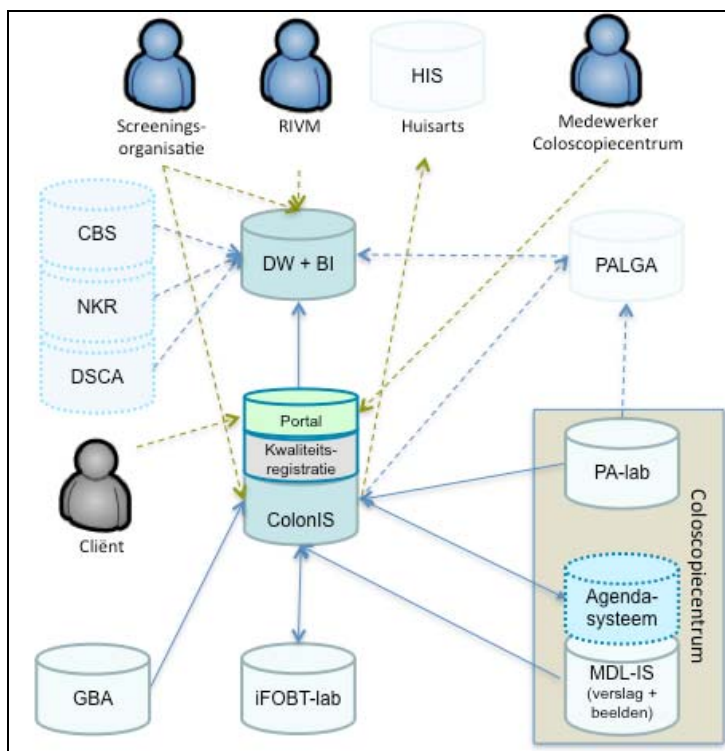 HIS
Screenings-
organisatie
RIVM
Huisarts
Medewerker
Coloscopiecentrum
CBS
NKR
DSCA
DW + BI
PALGA
Portal
Kwaliteits-
registratie
ColonIS
Cliënt
PA-lab
Coloscopiecentrum
Agenda-
systeem
MDL-IS
(verslag +
beelden)
GBA
iFOBT-lab